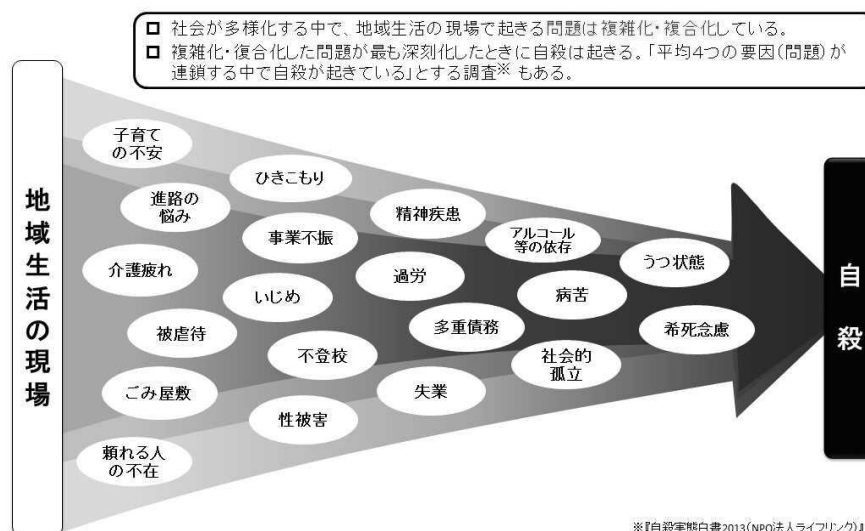 □ 社会が多様化する中で、地域生活の現場で起きる問題は複雑化・複合化している。
□ 複雑化・復合化した問題が最も深刻化したときに自殺は起きる。「平均4つの要因(問題)が
連鎖する中で自殺が起きている」とする調査※ もある。
地域生活の現場
子育て
の不安
進路の
悩み
介護疲れ
被虐待
ごみ屋敷
頼れる人
の不在
ひきこもり
事業不振
いじめ
不登校
性被害
精神疾患
過労
多重債務
失業
アルコール
等の依存
病苦
社会的
孤立
うつ状態
希死念慮
自殺
※『自殺実態白書2013(NPO法人ライフリンク)』